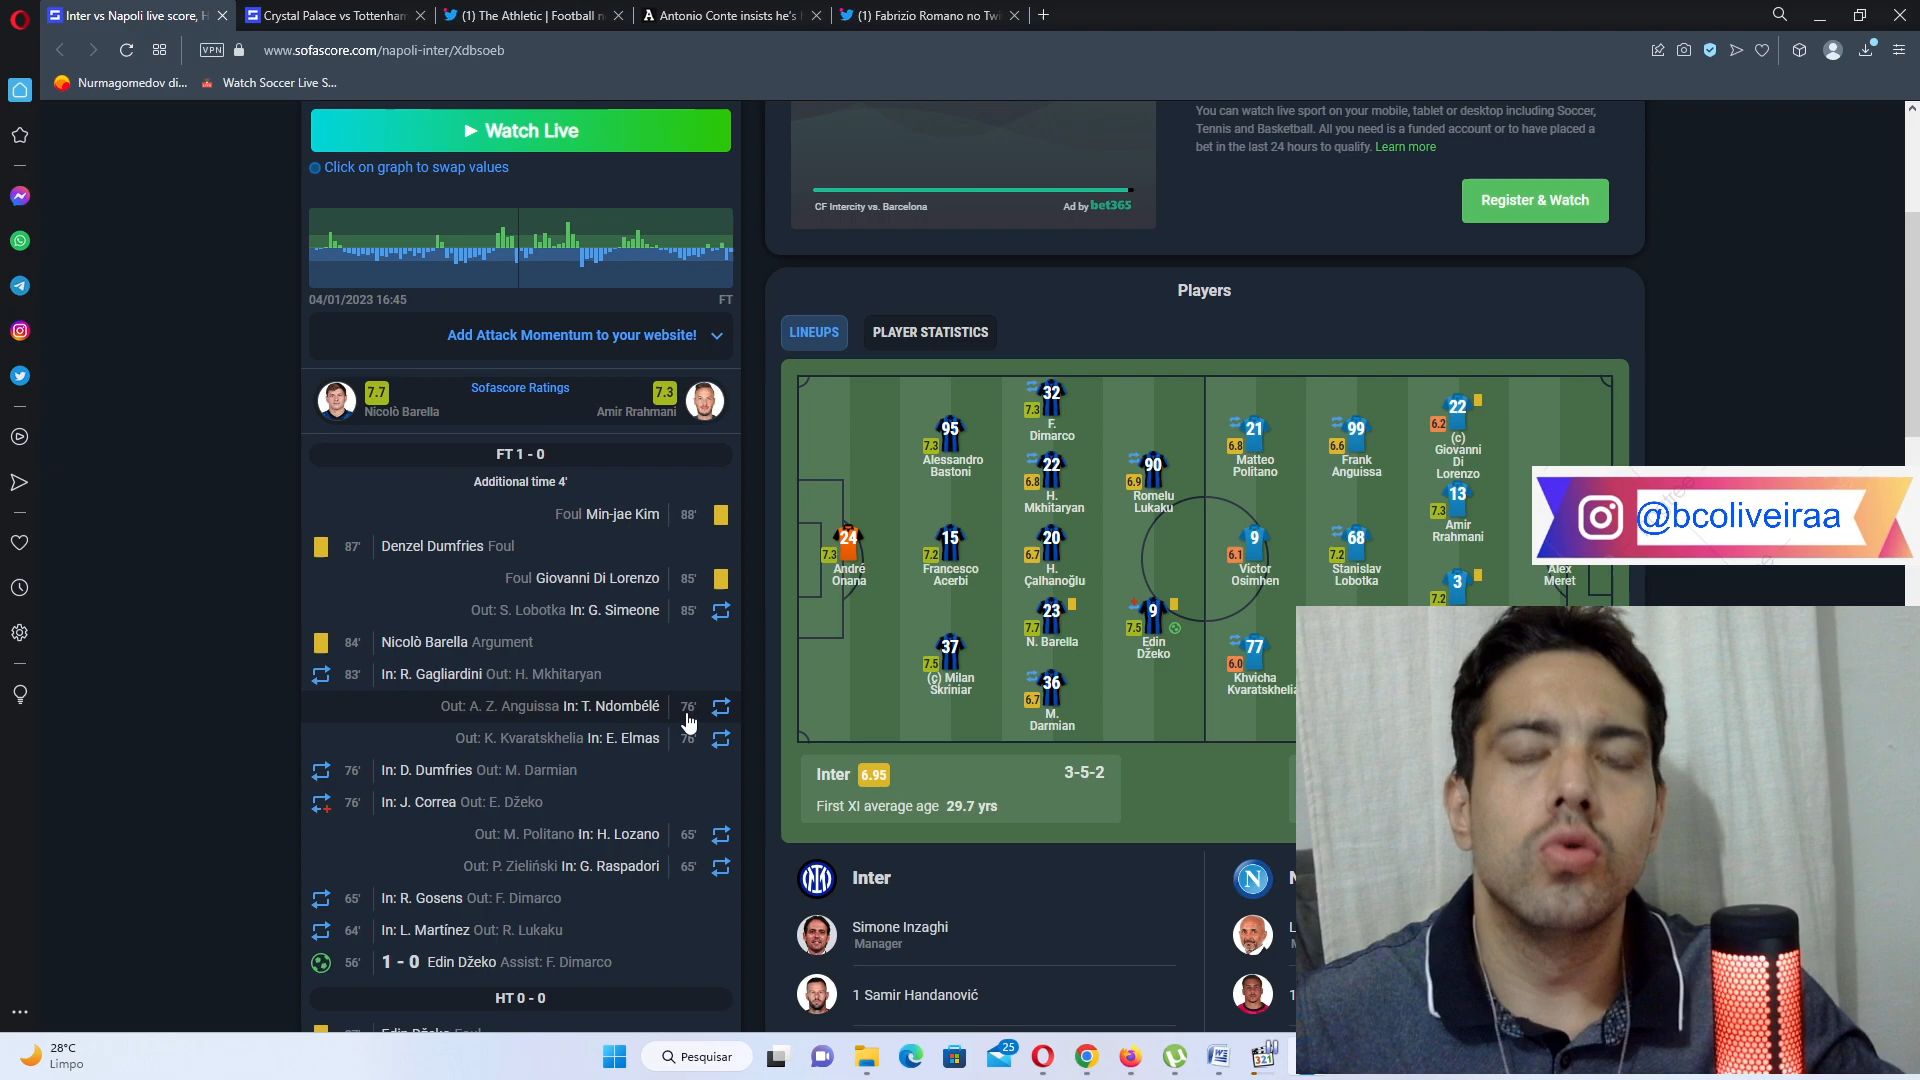 Inter vs Napoli live score, H
Crystal Palace vs Tottenham
(1) The Athletic | Football n
Antonio Conte insists he's
(1) Fabrizio Romano no Twi
VPN
www.sofascore.com/napoli-inter/Xdbsoeb
Nurmagomedov di...
Watch Soccer Live S...
Watch Live
Click on graph to swap values
04/01/2023 16:45
FT
Add Attack Momentum to your website!
7.7
Nicolò Barella
Sofascore Ratings
7.3
Amir Rrahmani
FT 1 - 0
Additional time 4'
Foul Min-jae Kim 88'
87' Denzel Dumfries Foul
Foul Giovanni Di Lorenzo 85'
Out: S. Lobotka In: G. Simeone 85'
84' Nicolò Barella Argument
83' In: R. Gagliardini Out: H. Mkhitaryan
Out: A. Z. Anguissa In: T. Ndombélé 76'
Out: K. Kvaratskhelia In: E. Elmas 76'
76' In: D. Dumfries Out: M. Darmian
76' In: J. Correa Out: E. Džeko
Out: M. Politano In: H. Lozano 65'
Out: P. Zieliński In: G. Raspadori 65'
65' In: R. Gosens Out: F. Dimarco
64' In: L. Martínez Out: R. Lukaku
56' 1 - 0 Edin Džeko Assist: F. Dimarco
HT 0 - 0
You can watch live sport on your mobile, tablet or desktop including Soccer,
Tennis and Basketball. All you need is a funded account or to have placed a
bet in the last 24 hours to qualify. Learn more
CF Intercity vs. Barcelona
Ad by bet365
Register & Watch
Players
LINEUPS
PLAYER STATISTICS
24
7.3
André
Onana
95
7.3
Alessandro
Bastoni
15
7.2
Francesco
Acerbi
37
7.5
(c) Milan
Skriniar
32
7.3
F.
Dimarco
22
6.8
H.
Mkhitaryan
20
6.7
H.
Çalhanoğlu
23
7.7
N. Barella
36
6.7
M.
Darmian
90
6.9
Romelu
Lukaku
9
7.5
Edin
Džeko
21
6.8
Matteo
Politano
9
6.1
Victor
Osimhen
77
6.0
Khvicha
Kvaratskhelia
99
6.6
Frank
Anguissa
68
7.2
Stanislav
Lobotka
22
6.2
(c)
Giovanni
Di
Lorenzo
13
7.3
Amir
Rrahmani
3
7.2
Alex
Meret
@bcoliveiraa
Inter 6.95
3-5-2
First XI average age 29.7 yrs
Inter
Simone Inzaghi
Manager
1 Samir Handanović
N
28°C
Limpo
Pesquisar
25
321